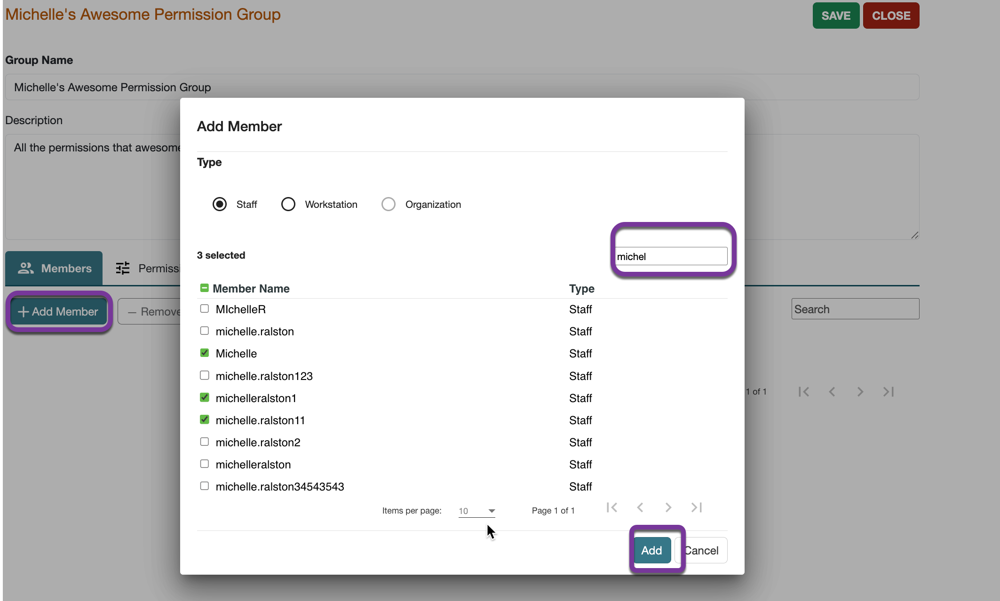 Michelle's Awesome Permission Group
SAVE CLOSE
Group Name
Michelle's Awesome Permission Group
Description
All the permissions that awesome
Members Permissi
+ Add Member — Remove Search
1 of 1
Add Member
Type
Staff Workstation Organization
3 selected michel
Member Name Type
MIchelleR Staff
michelle.ralston Staff
Michelle Staff
michelle.ralston123 Staff
michelleralston1 Staff
michelle.ralston11 Staff
michelle.ralston2 Staff
michelleralston Staff
michelle.ralston34543543 Staff
Items per page: 10 Page 1 of 1
Add Cancel